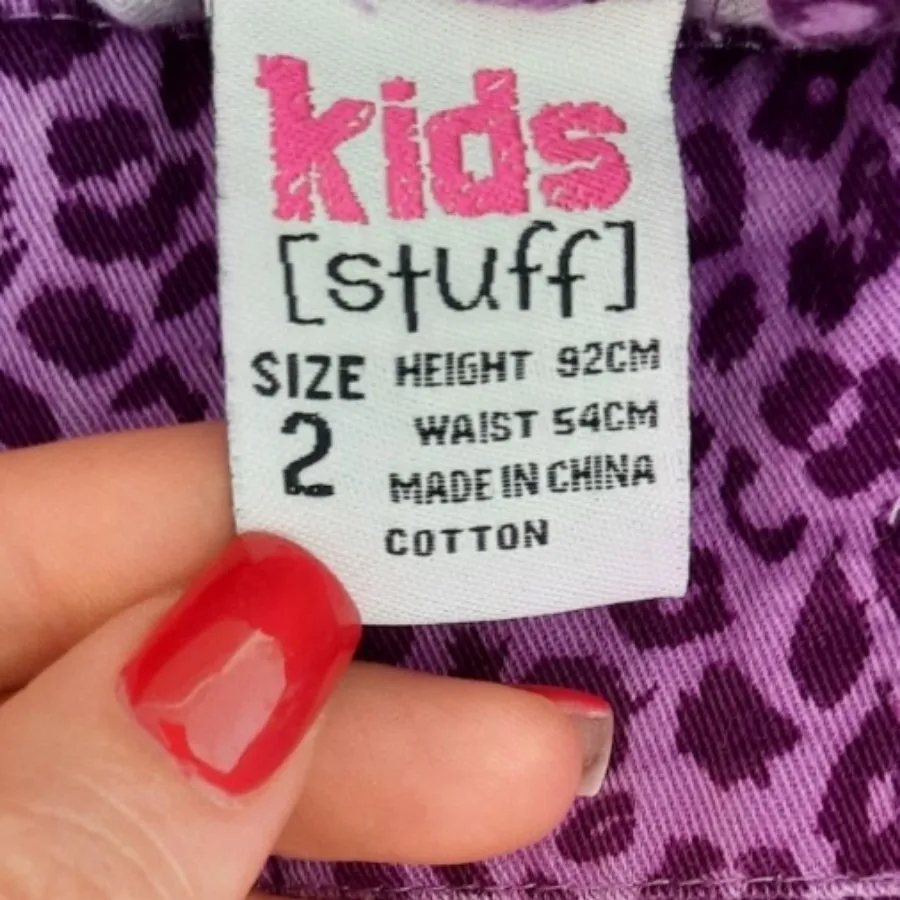 kids
[stuff]
SIZE
2
HEIGHT 92CM
WAIST 54CM
MADE IN CHINA
COTTON